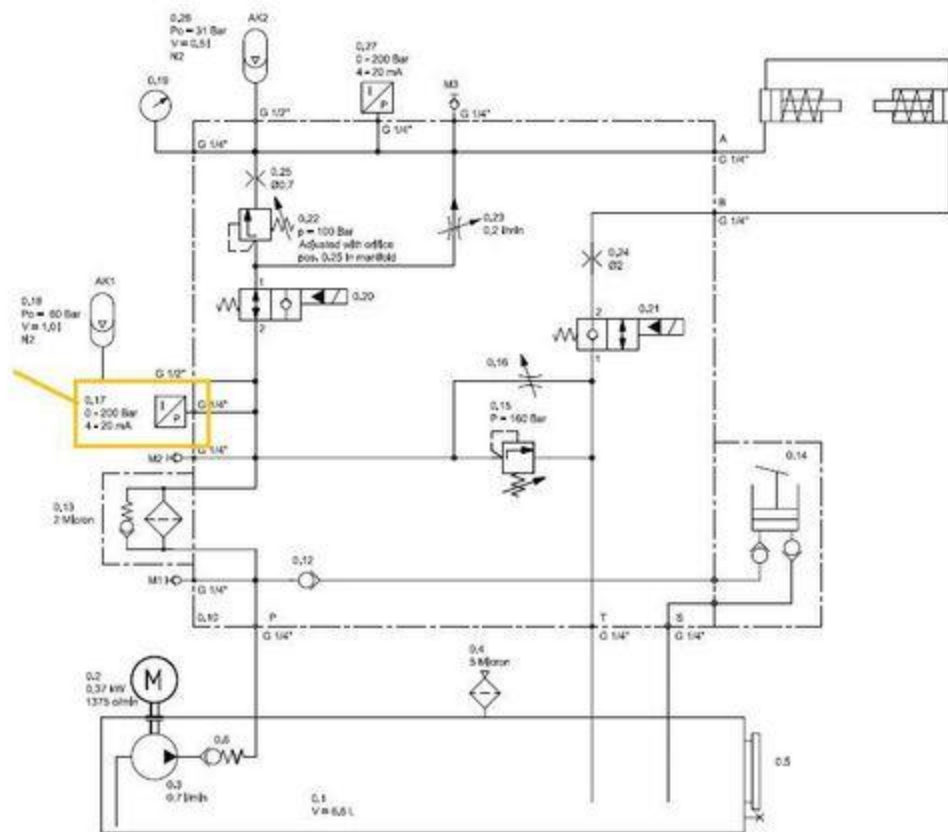 0,26
Po = 31 Bar
V = 0,5 l
N2
AK2
0,27
0 - 200 Bar
4 - 20 mA
I
P
M3
0,19
G 1/2"
G 1/4"
G 1/4"
G 1/4"
A
G 1/4"
0,25
Ø0,7
0,22
p = 100 Bar
Adjusted with orifice
pos. 0.25 in manifold
0,23
0,2 l/min
B
G 1/4"
0,24
Ø2
AK1
0,18
Po = 60 Bar
V = 1,0 l
N2
1
0,20
2
2
0,21
1
G 1/2"
0,16
0,17
0 - 200 Bar
4 - 20 mA
I
P
G 1/4"
0,15
P = 160 Bar
M2
G 1/4"
0,14
0,13
2 Micron
0,12
M1
G 1/4"
0,10
P
G 1/4"
T
G 1/4"
S
G 1/4"
0,4
5 Micron
0,2
0,37 kW
1375 o/min
M
0,3
0,7 l/min
0,5
V = 6,5 L